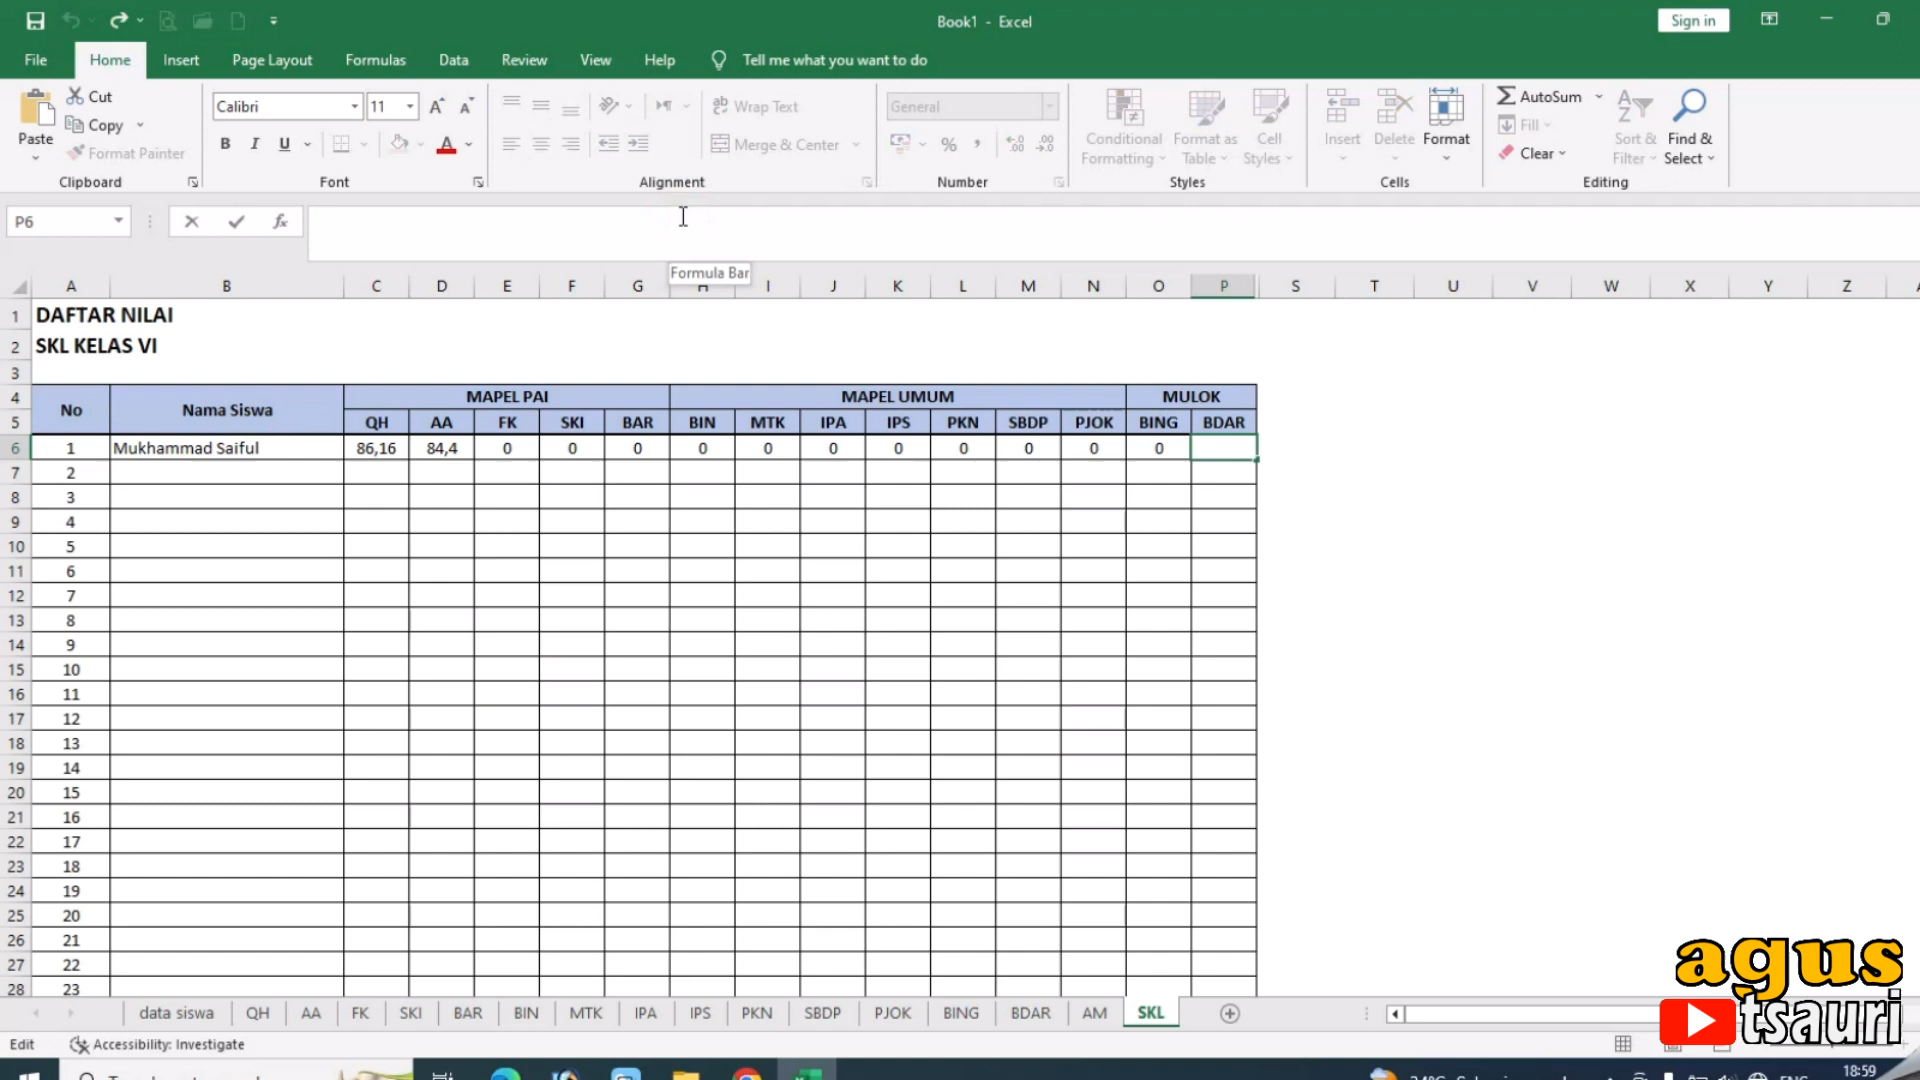 Book1 - Excel
Sign in
File Home Insert Page Layout Formulas Data Review View Help Tell me what you want to do
Paste
Cut
Copy
Format Painter
Clipboard
Calibri 11
B I U A
Font
Wrap Text
Merge & Center
Alignment
General
%
Number
Conditional Formatting
Format as Table
Cell Styles
Styles
Insert Delete Format
Cells
AutoSum
Fill
Clear
Sort & Filter
Find & Select
Editing
P6
fx
Formula Bar
A B C D E F G H I J K L M N O P S T U V W X Y Z
1 DAFTAR NILAI
2 SKL KELAS VI
3
4 No Nama Siswa MAPEL PAI MAPEL UMUM MULOK
5 QH AA FK SKI BAR BIN MTK IPA IPS PKN SBDP PJOK BING BDAR
6 1 Mukhammad Saiful 86,16 84,4 0 0 0 0 0 0 0 0 0 0 0
7 2
8 3
9 4
10 5
11 6
12 7
13 8
14 9
15 10
16 11
17 12
18 13
19 14
20 15
21 16
22 17
23 18
24 19
25 20
26 21
27 22
28 23
data siswa QH AA FK SKI BAR BIN MTK IPA IPS PKN SBDP PJOK BING BDAR AM SKL
Edit Accessibility: Investigate
18:59
agus
tsauri